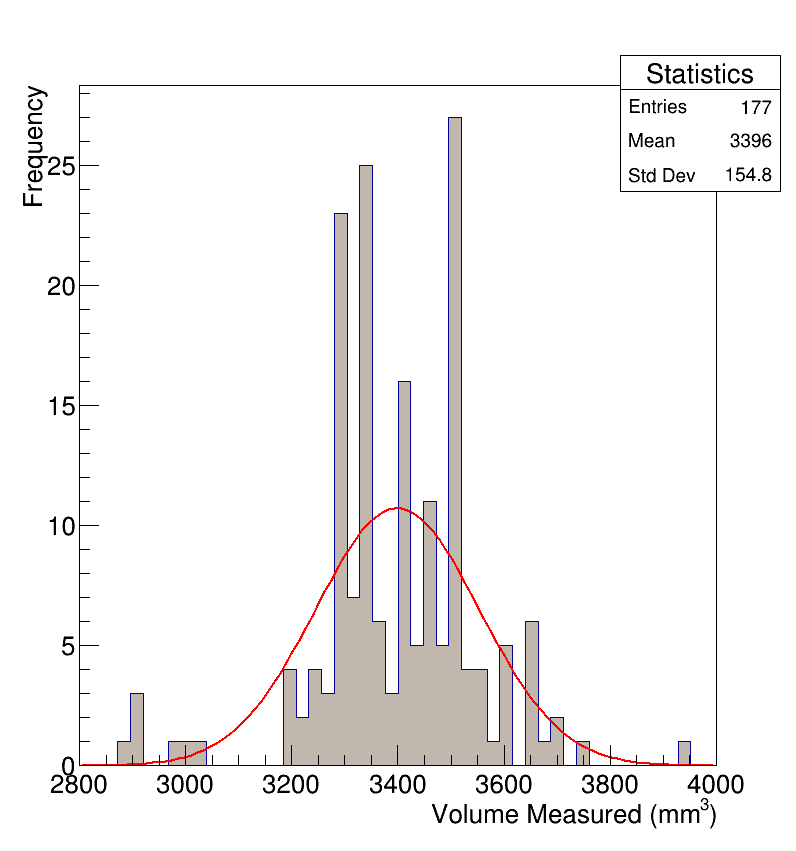 Statistics
Entries 177
Mean 3396
Std Dev 154.8
Frequency
25
20
15
10
5
0
2800 3000 3200 3400 3600 3800 4000
Volume Measured (mm³)